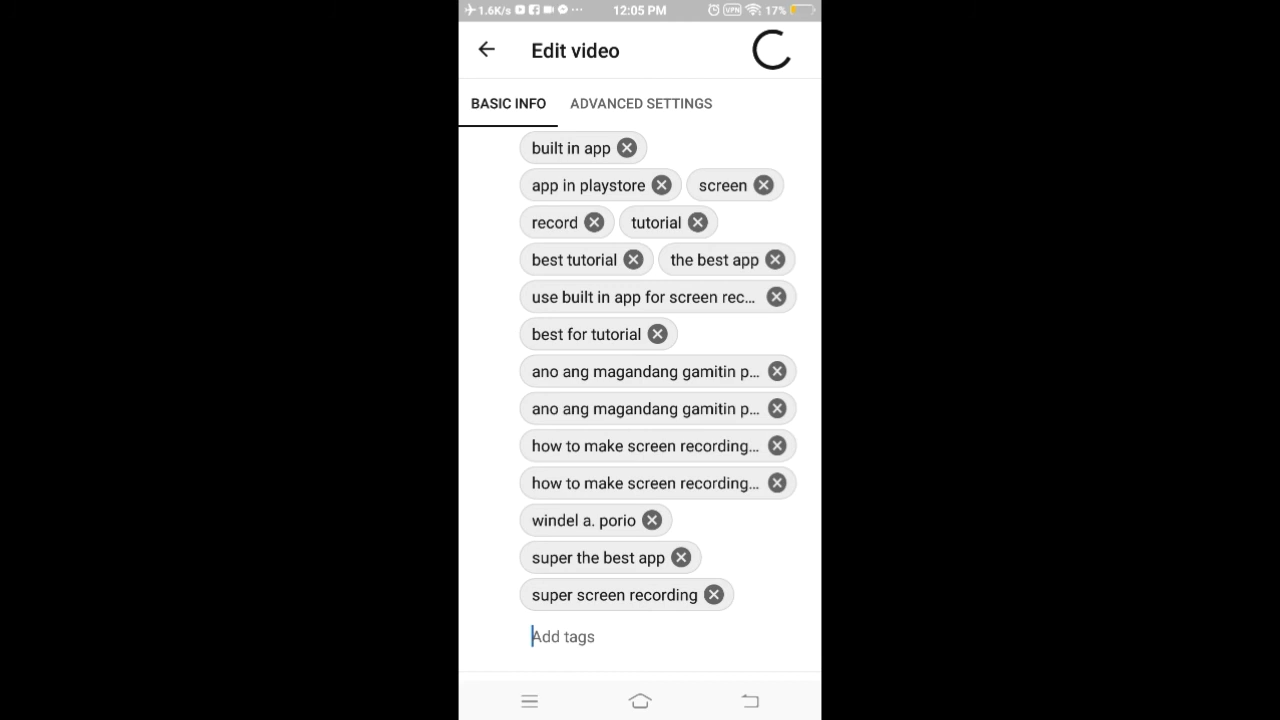 1.6K/s ... 12:05 PM VPN 17%
Edit video
BASIC INFO ADVANCED SETTINGS
built in app
app in playstore screen
record tutorial
best tutorial the best app
use built in app for screen rec...
best for tutorial
ano ang magandang gamitin p...
ano ang magandang gamitin p...
how to make screen recording...
how to make screen recording...
windel a. porio
super the best app
super screen recording
Add tags